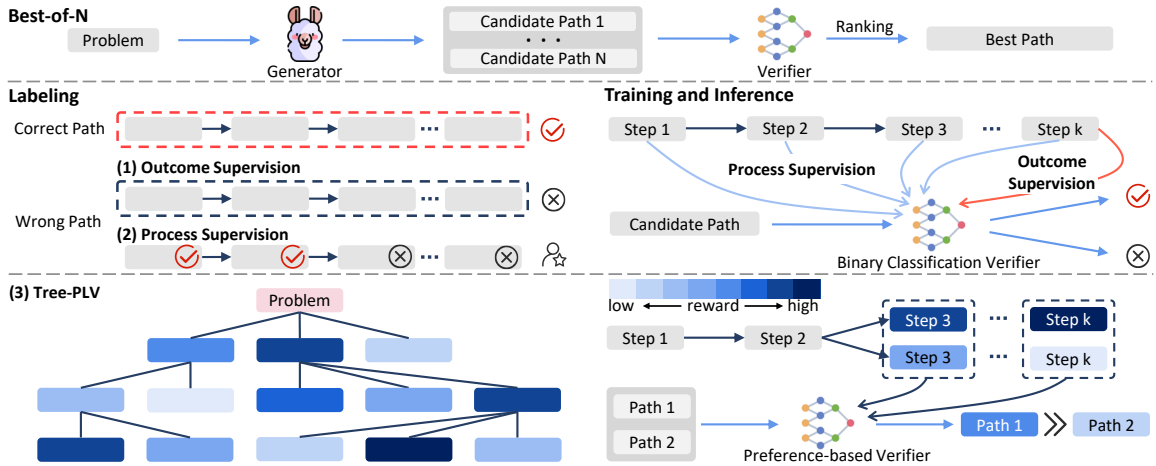 Best-of-N
Problem
Generator
Candidate Path 1
· · ·
Candidate Path N
Verifier
Ranking
Best Path
Labeling
Correct Path
...
(1) Outcome Supervision
...
Wrong Path
(2) Process Supervision
...
Training and Inference
Step 1
Step 2
Step 3
...
Step k
Process Supervision
Outcome
Supervision
Candidate Path
Binary Classification Verifier
(3) Tree-PLV
Problem
low
reward
high
Step 1
Step 2
Step 3
...
Step k
Step 3
...
Step k
Path 1
Path 2
Preference-based Verifier
Path 1
Path 2